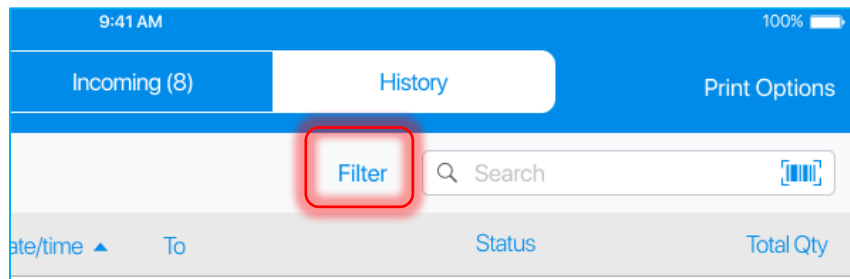 9:41 AM 100%
Incoming (8) History Print Options
Filter Search
ate/time To Status Total Qty